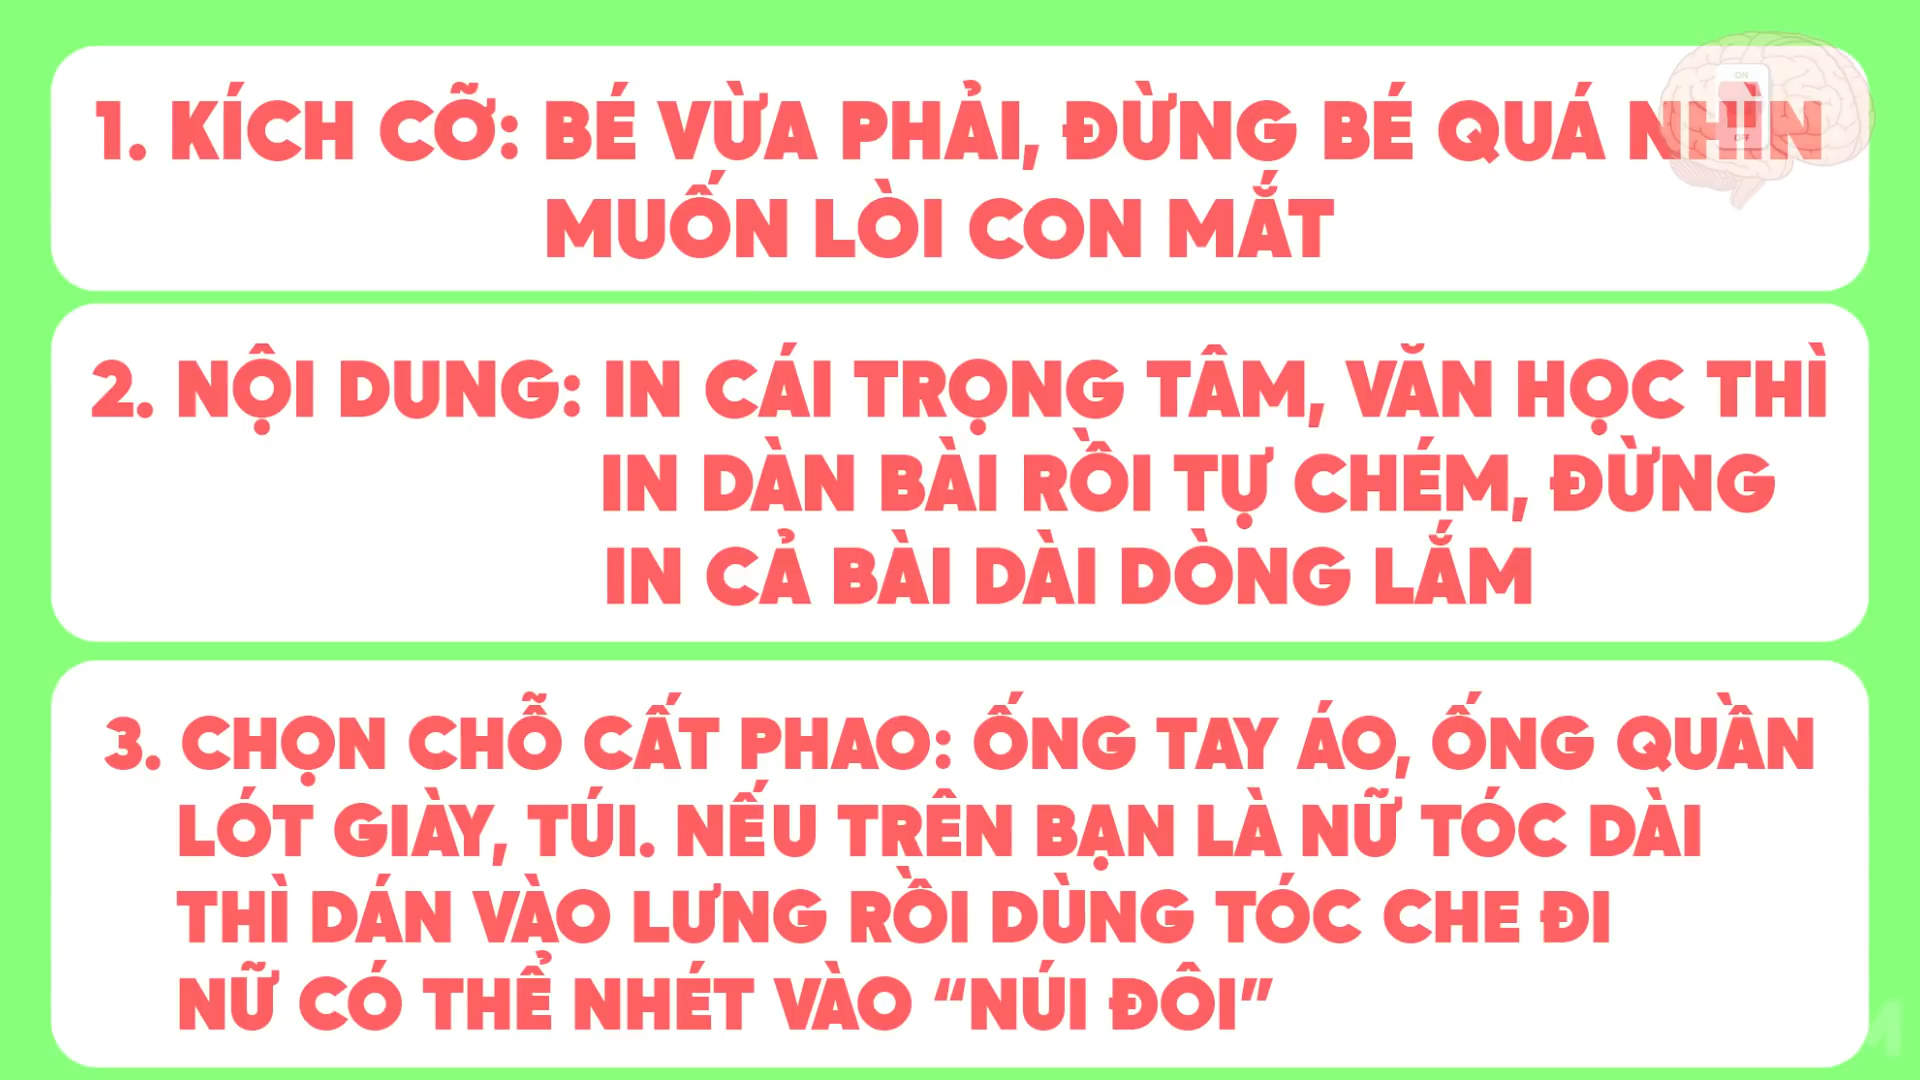 1. KÍCH CỠ: BÉ VỪA PHẢI, ĐỪNG BÉ QUÁ NHÌN
MUỐN LÒI CON MẮT
ON
OFF
2. NỘI DUNG: IN CÁI TRỌNG TÂM, VĂN HỌC THÌ
IN DÀN BÀI RỒI TỰ CHÉM, ĐỪNG
IN CẢ BÀI DÀI DÒNG LẮM
3. CHỌN CHỖ CẤT PHAO: ỐNG TAY ÁO, ỐNG QUẦN
LÓT GIÀY, TÚI. NẾU TRÊN BẠN LÀ NỮ TÓC DÀI
THÌ DÁN VÀO LƯNG RỒI DÙNG TÓC CHE ĐI
NỮ CÓ THỂ NHÉT VÀO “NÚI ĐÔI”